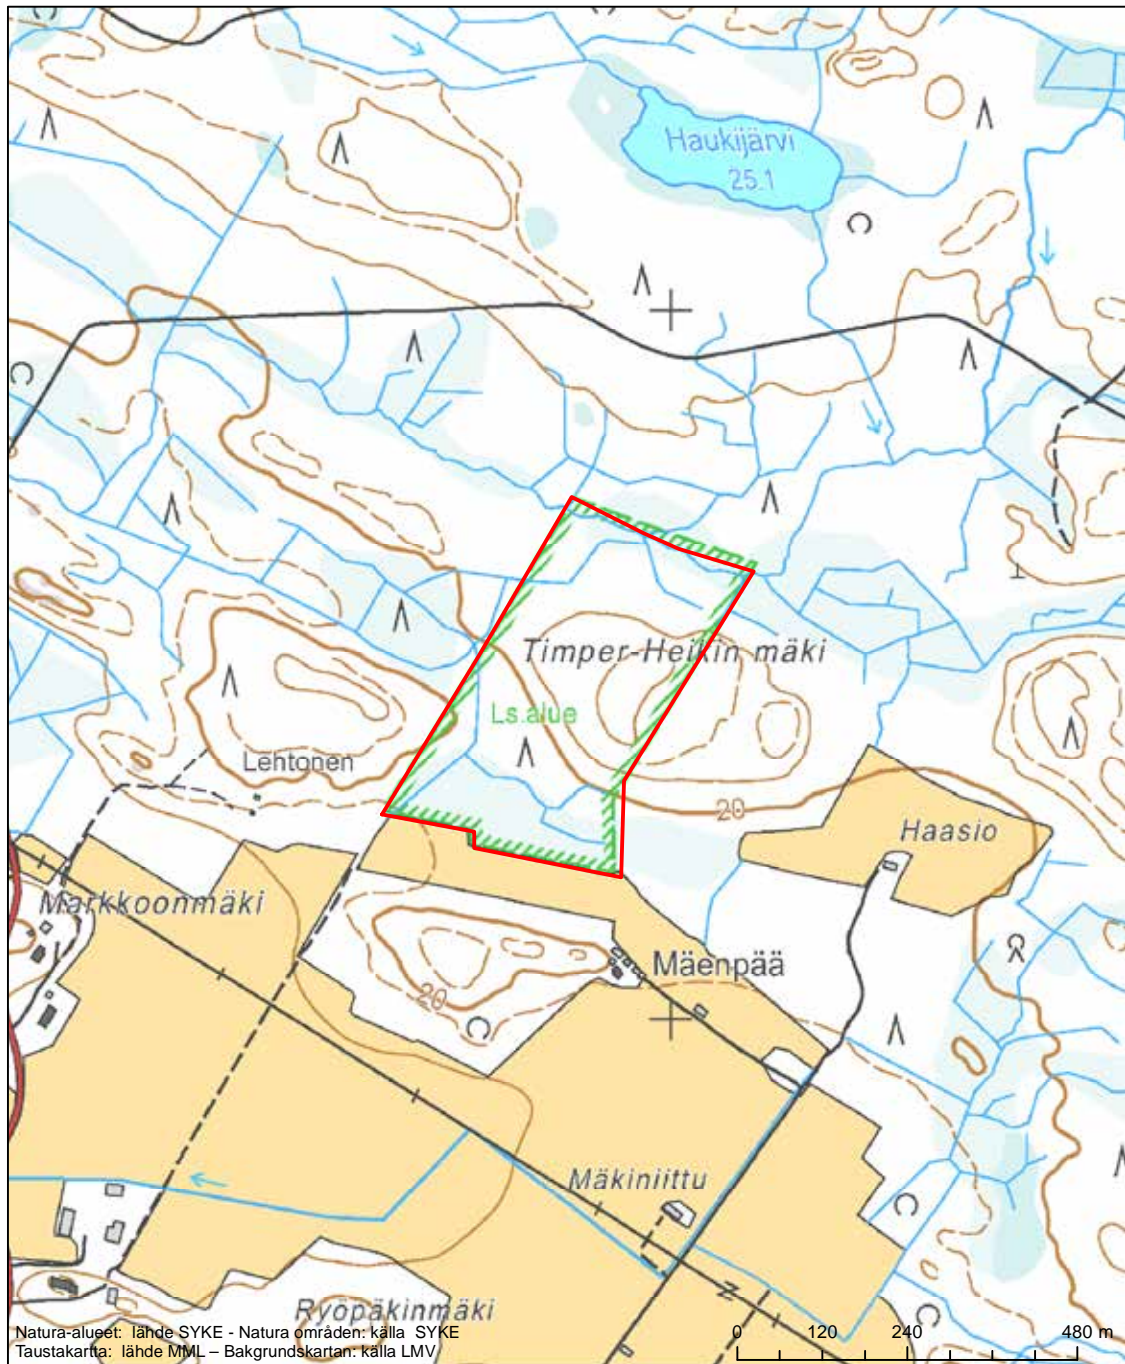 Haukijärvi
25.1
Timper-Heikin mäki
Ls.alue
Lehtonen
20
Haasio
Markkoonmäki
Mäenpää
20
Mäkiniittu
Ryöpäkinmäki
Natura-alueet: lähde SYKE - Natura områden: källa SYKE
Taustakartta: lähde MML – Bakgrundskartan: källa LMV
0 120 240 480 m